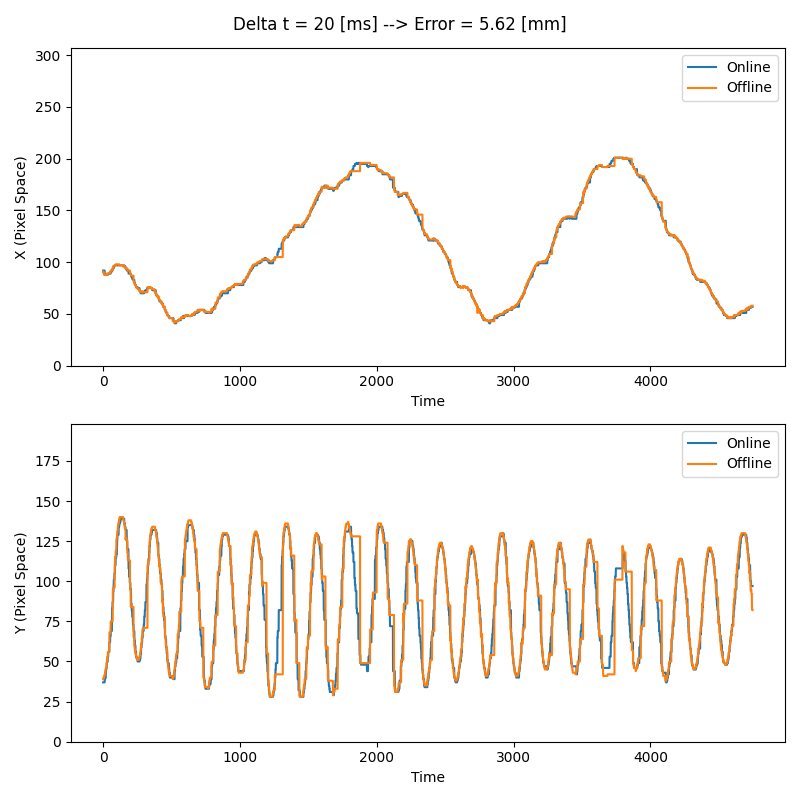 Delta t = 20 [ms] --> Error = 5.62 [mm]
300
250
200
150
100
50
0
X (Pixel Space)
Online
Offline
0 1000 2000 3000 4000
Time
175
150
125
100
75
50
25
0
Y (Pixel Space)
Online
Offline
0 1000 2000 3000 4000
Time